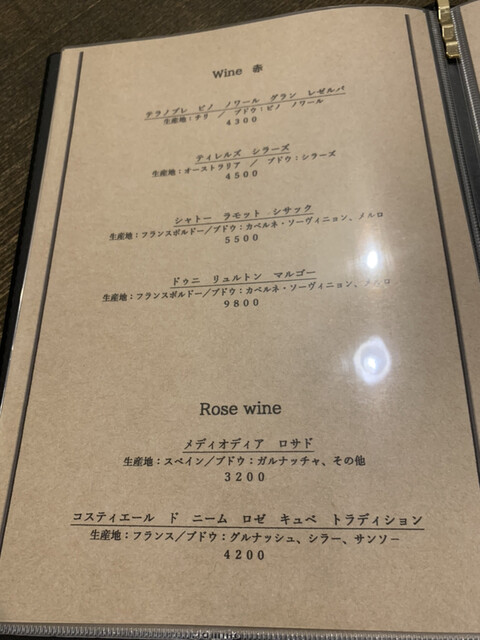 Wine 赤
テラノブレ ピノ ノワール グラン レゼルバ
生産地:チリ / ブドウ:ピノ ノワール
4300
ティレルズ シラーズ
生産地:オーストラリア / ブドウ:シラーズ
4500
シャトー ラモット シサック
生産地:フランスボルドー/ブドウ:カベルネ・ソーヴィニョン、メルロ
5500
ドゥニ リュルトン マルゴー
生産地:フランスボルドー/ブドウ:カベルネ・ソーヴィニョン、メルロ
9800
Rose wine
メディオディア ロサド
生産地:スペイン/ブドウ:ガルナッチャ、その他
3200
コスティエール ド ニーム ロゼ キュベ トラディション
生産地:フランス/ブドウ:グルナッシュ、シラー、サンソー
4200